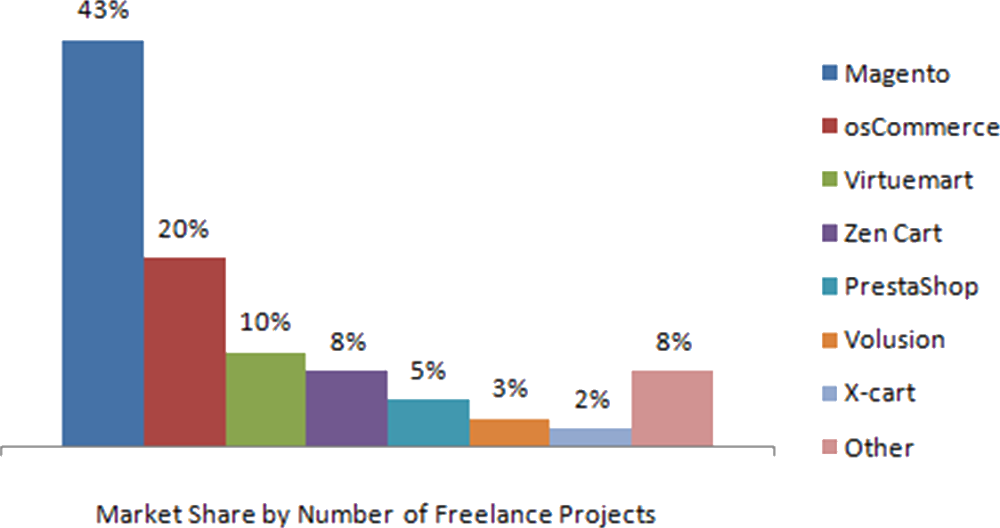 43%
20%
10%
8%
5%
3%
2%
8%
Magento
osCommerce
Virtuemart
Zen Cart
PrestaShop
Volusion
X-cart
Other
Market Share by Number of Freelance Projects